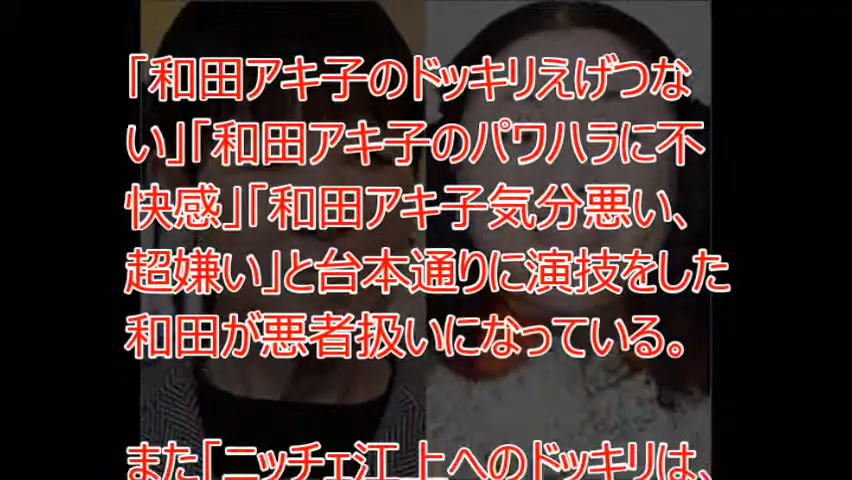 「和田アキ子のドッキリえげつな
い」「和田アキ子のパワハラに不
快感」「和田アキ子気分悪い、
超嫌い」と台本通りに演技をした
和田が悪者扱いになっている。
また「ニッチェ江上へのドッキリは、